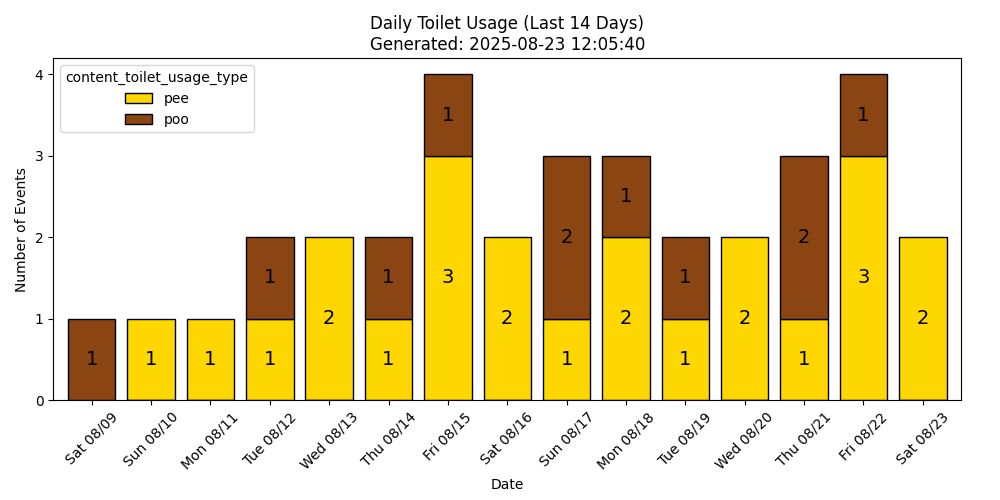 Daily Toilet Usage (Last 14 Days)
Generated: 2025-08-23 12:05:40
content_toilet_usage_type
pee
poo
Number of Events
4
3
2
1
0
1
1
1
1
1
2
1
1
3
1
2
1
2
2
1
1
1
2
1
2
3
1
2
Sat 08/09
Sun 08/10
Mon 08/11
Tue 08/12
Wed 08/13
Thu 08/14
Fri 08/15
Sat 08/16
Sun 08/17
Mon 08/18
Tue 08/19
Wed 08/20
Thu 08/21
Fri 08/22
Sat 08/23
Date